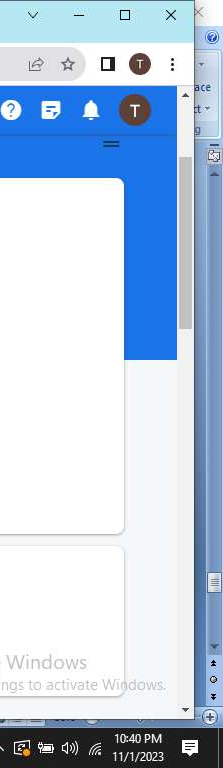 T
ace
T
ct
Windows
ngs to activate Windows.
10:40 PM
11/1/2023